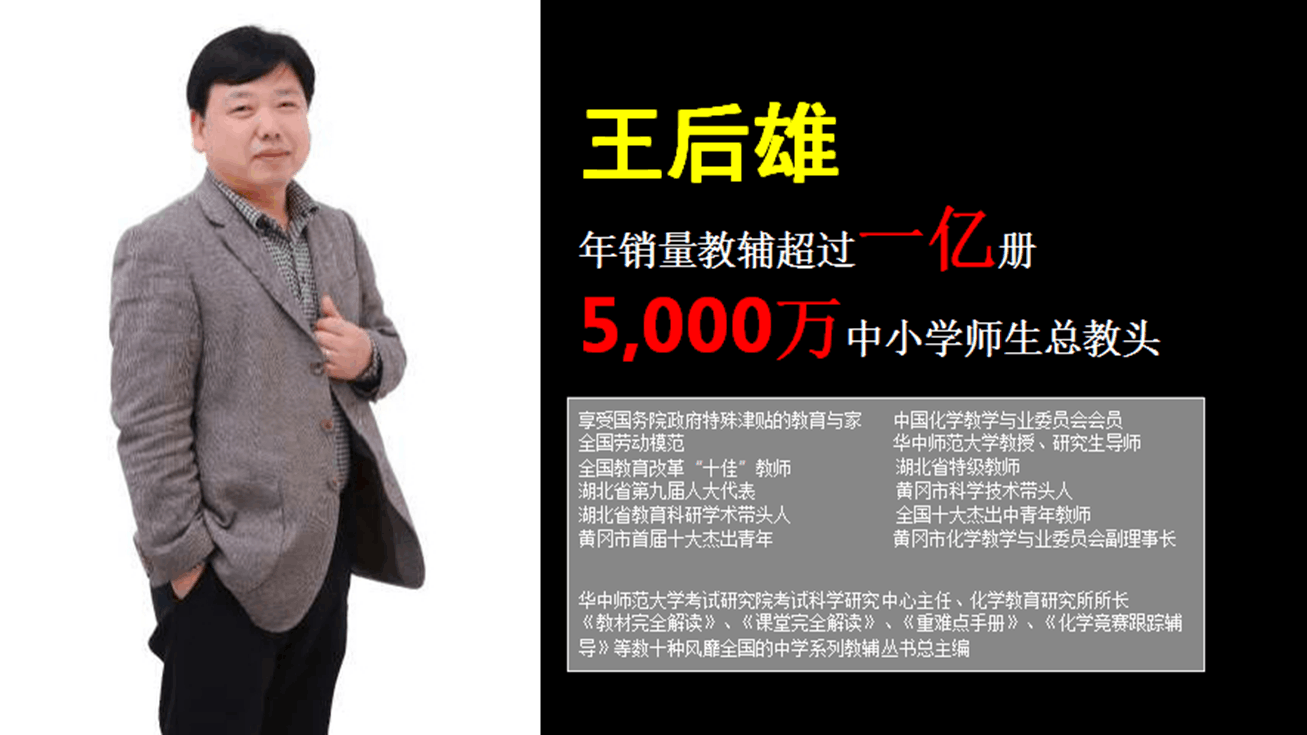 王后雄
年销量教辅超过一亿册
5,000万中小学师生总教头
享受国务院政府特殊津贴的教育与家
中国化学教学与业委员会会员
全国劳动模范
华中师范大学教授、研究生导师
全国教育改革“十佳”教师
湖北省特级教师
湖北省第九届人大代表
黄冈市科学技术带头人
湖北省教育科研学术带头人
全国十大杰出中青年教师
黄冈市首届十大杰出青年
黄冈市化学教学与业委员会副理事长
华中师范大学考试研究院考试科学研究中心主任、化学教育研究所所长
《教材完全解读》、《课堂完全解读》、《重难点手册》、《化学竞赛跟踪辅
导》等数十种风靡全国的中学系列教辅丛书总主编